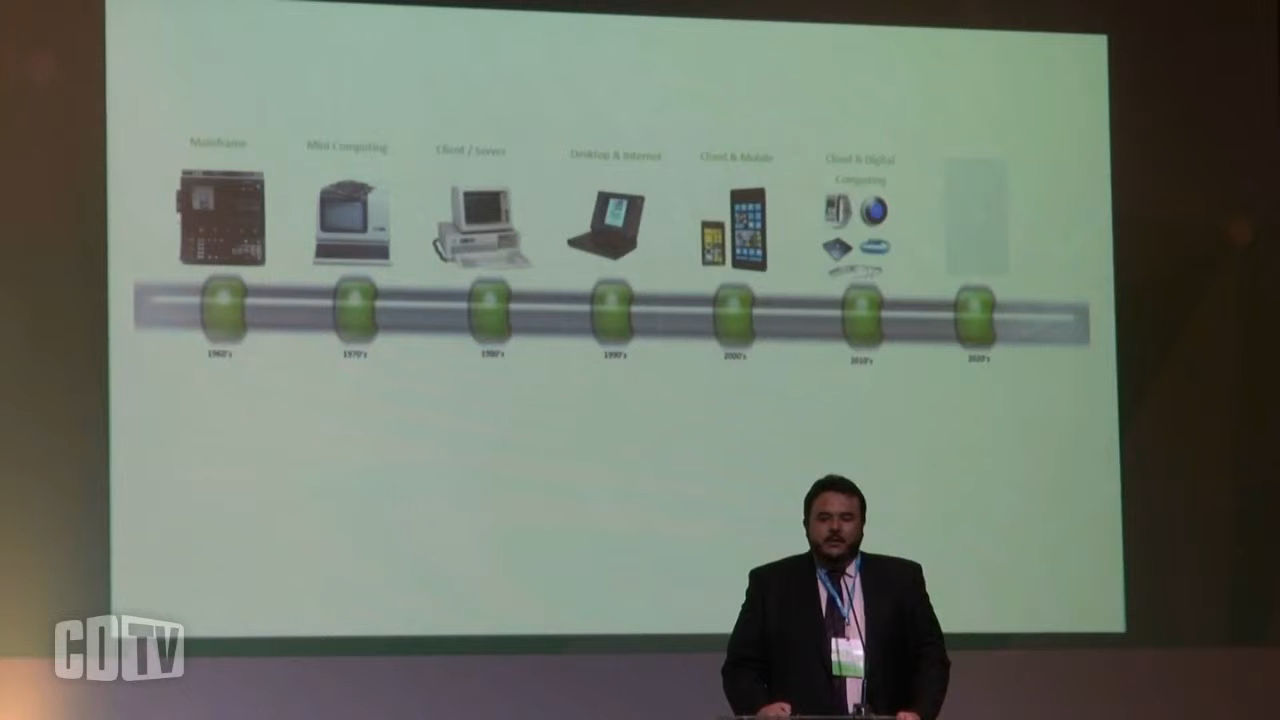 Mainframe
Mini Computing
Client / Server
Desktop & Internet
Client & Mobile
Cloud & Digital
Computing
1960's
1970's
1980's
1990's
2000's
2010's
2020's
CDTV